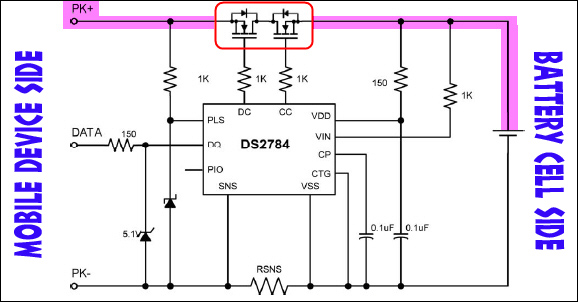 PK+
1K
1K
1K
150
1K
MOBILE DEVICE SIDE
BATTERY CELL SIDE
DC
CC
PLS
VDD
DATA
150
DQ
DS2784
VIN
PIO
CP
CTG
SNS
VSS
5.1V
0.1uF
0.1uF
RSNS
PK-